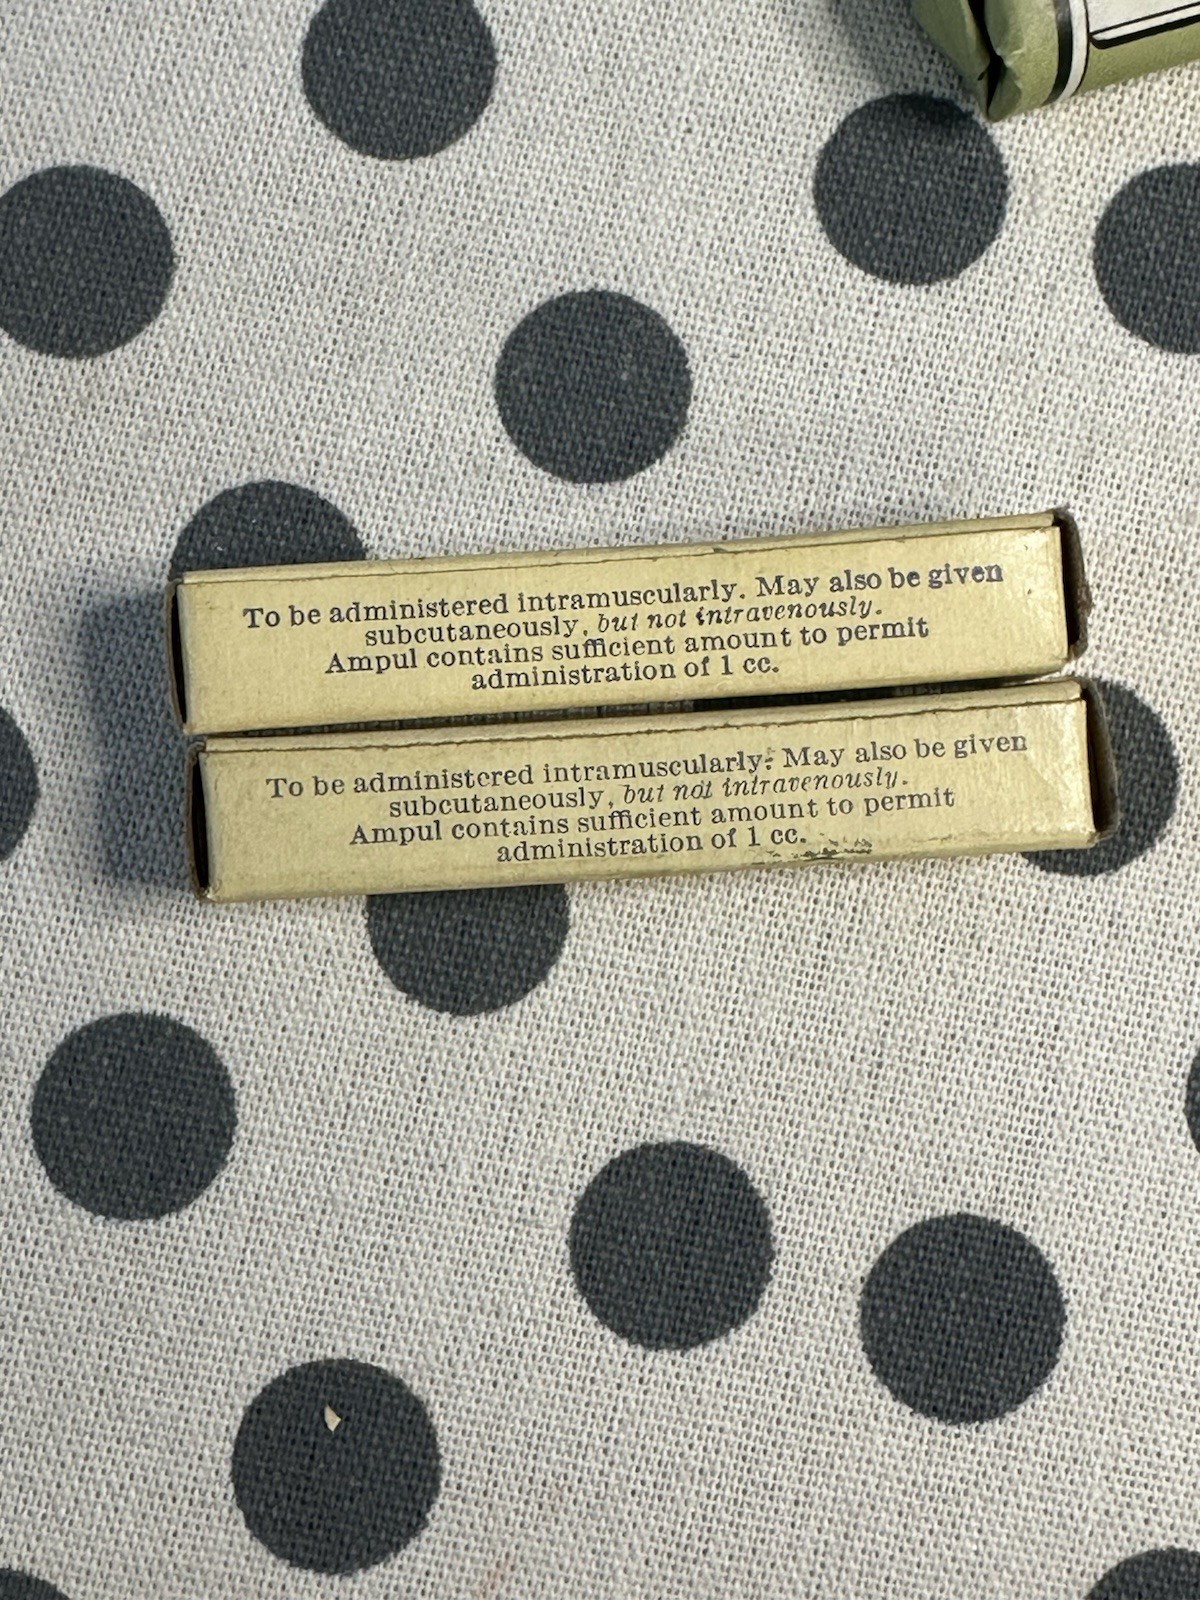 To be administered intramuscularly. May also be given
subcutaneously, but not intravenously.
Ampul contains sufficient amount to permit
administration of 1 cc.
To be administered intramuscularly. May also be given
subcutaneously, but not intravenously.
Ampul contains sufficient amount to permit
administration of 1 cc.